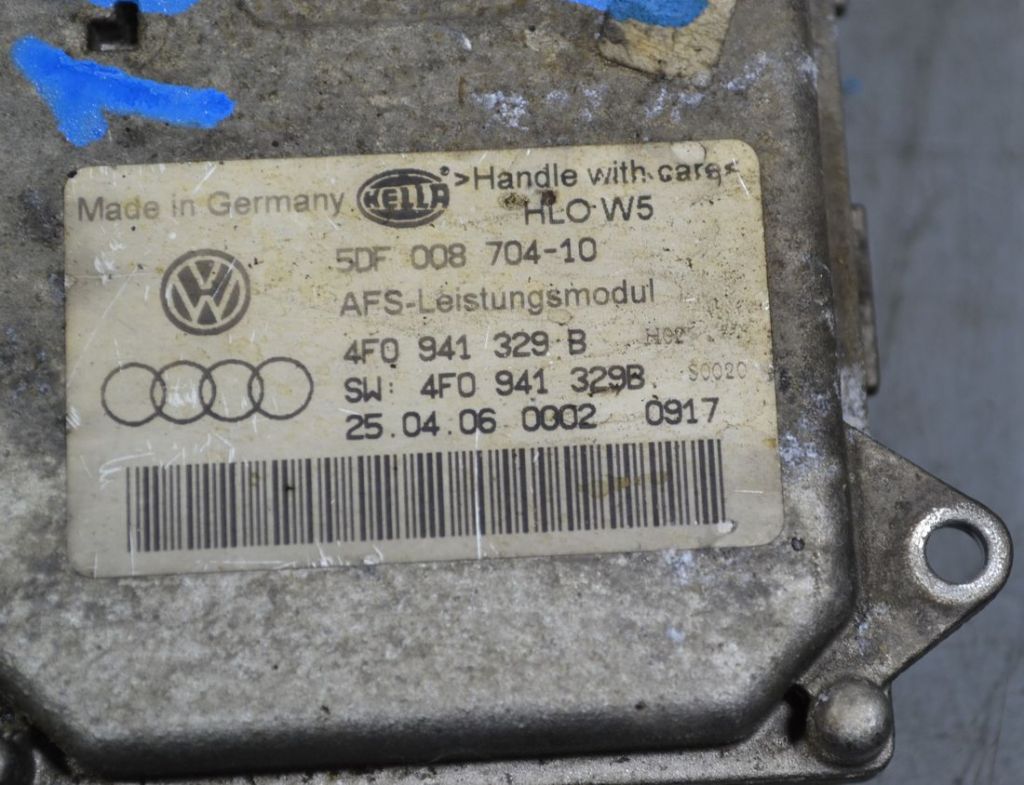 Made in Germany HELLA >Handle with care<
HLO W5
5DF 008 704-10
AFS-Leistungsmodul
4F0 941 329 B
SW: 4F0 941 329B S0020
25.04.06 0002 0917